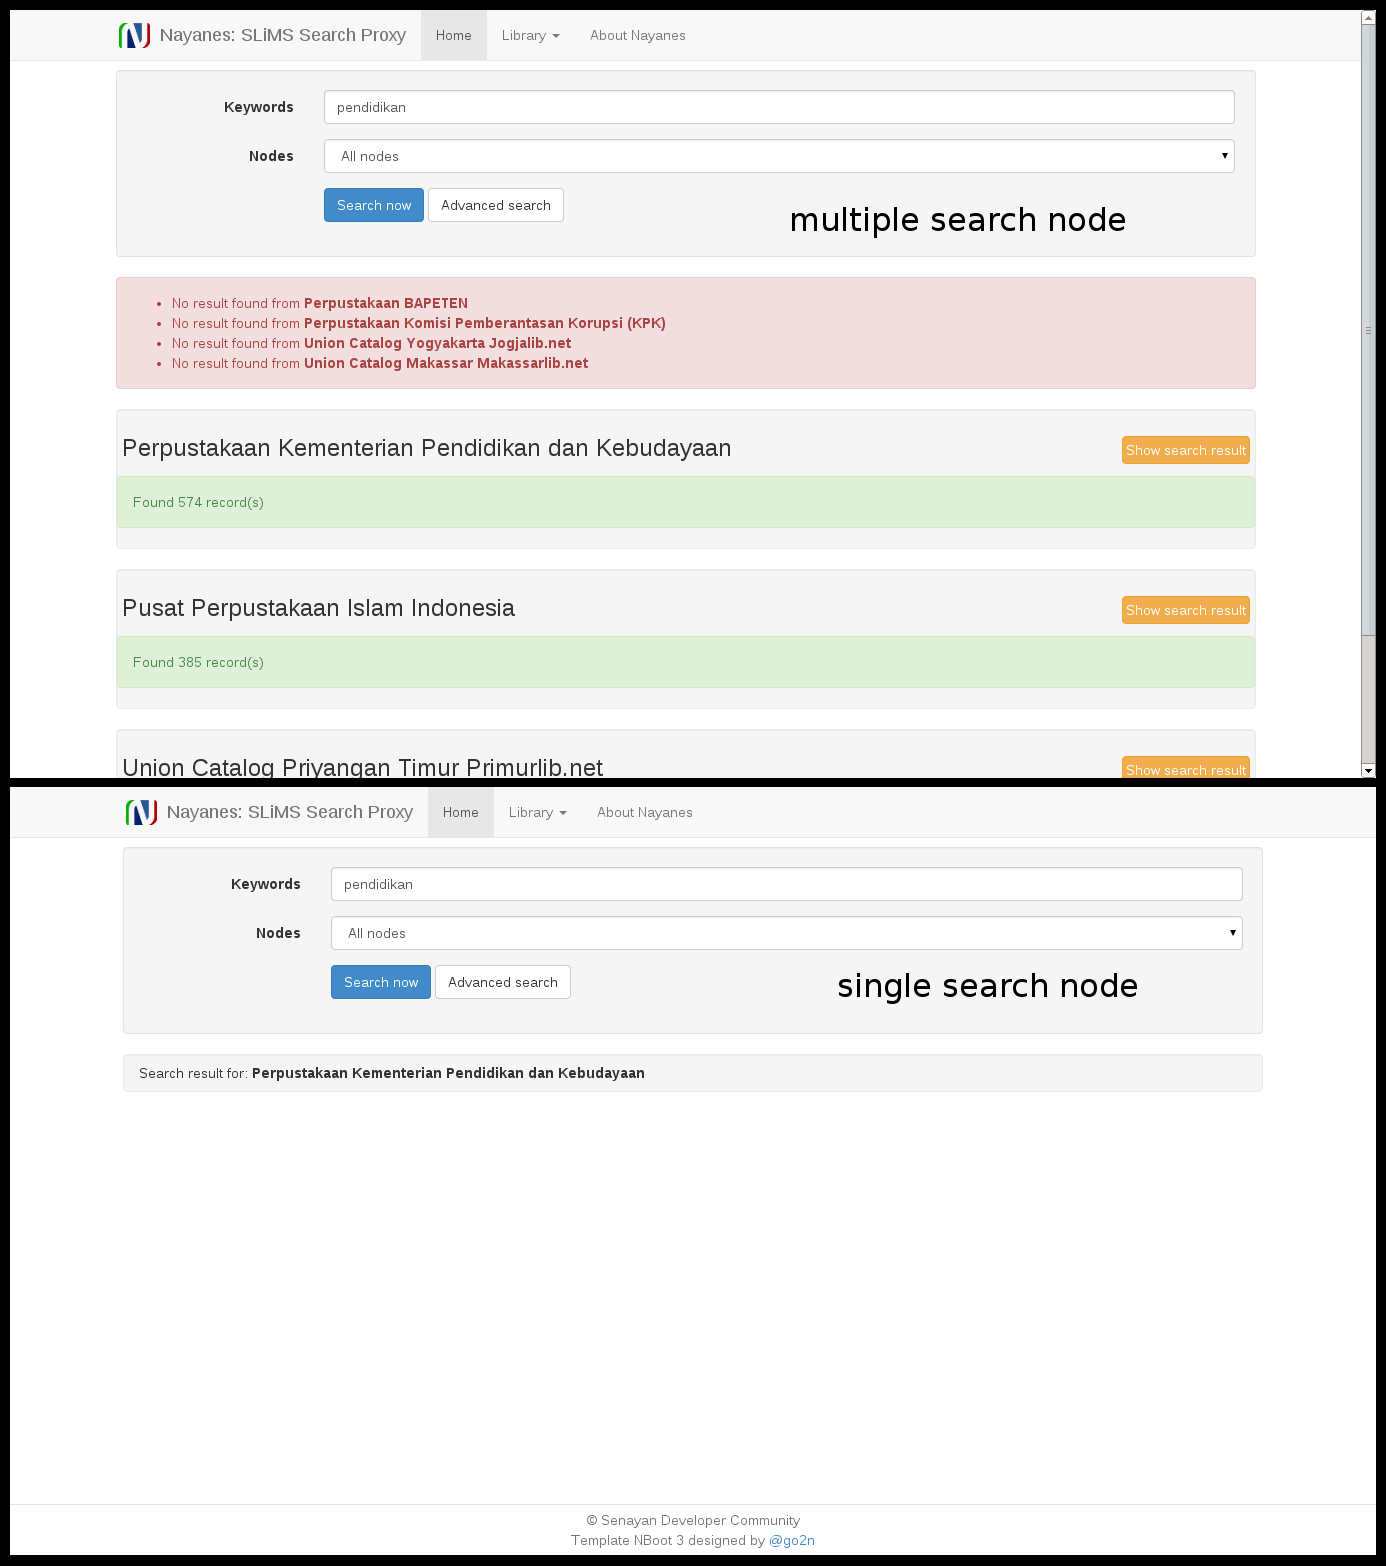 Nayanes: SLiMS Search Proxy Home Library About Nayanes
Keywords pendidikan
Nodes All nodes
Search now Advanced search
multiple search node
No result found from Perpustakaan BAPETEN
No result found from Perpustakaan Komisi Pemberantasan Korupsi (KPK)
No result found from Union Catalog Yogyakarta Jogjalib.net
No result found from Union Catalog Makassar Makassarlib.net
Perpustakaan Kementerian Pendidikan dan Kebudayaan Show search result
Found 574 record(s)
Pusat Perpustakaan Islam Indonesia Show search result
Found 385 record(s)
Union Catalog Priyangan Timur Primurlib.net Show search result
Nayanes: SLiMS Search Proxy Home Library About Nayanes
Keywords pendidikan
Nodes All nodes
Search now Advanced search
single search node
Search result for: Perpustakaan Kementerian Pendidikan dan Kebudayaan
© Senayan Developer Community
Template NBoot 3 designed by @go2n